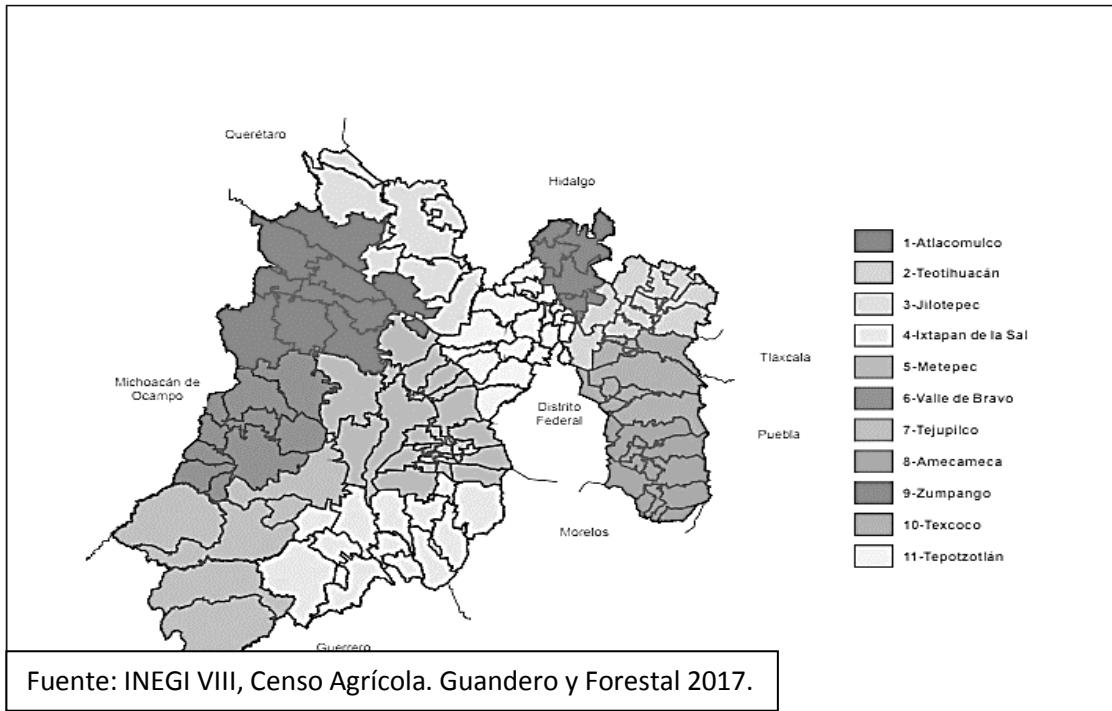 Querétaro
Hidalgo
1-Atlacomulco
2-Teotihuacán
3-Jilotepec
4-Ixtapan de la Sal
5-Metepec
6-Valle de Bravo
7-Tejupilco
8-Amecameca
9-Zumpango
10-Texcoco
11-Tepotzotlán
Tlaxcala
Michoacán de
Ocampo
Distrito
Federal
Puebla
Morelos
Guerrero
Fuente: INEGI VIII, Censo Agrícola. Guandero y Forestal 2017.